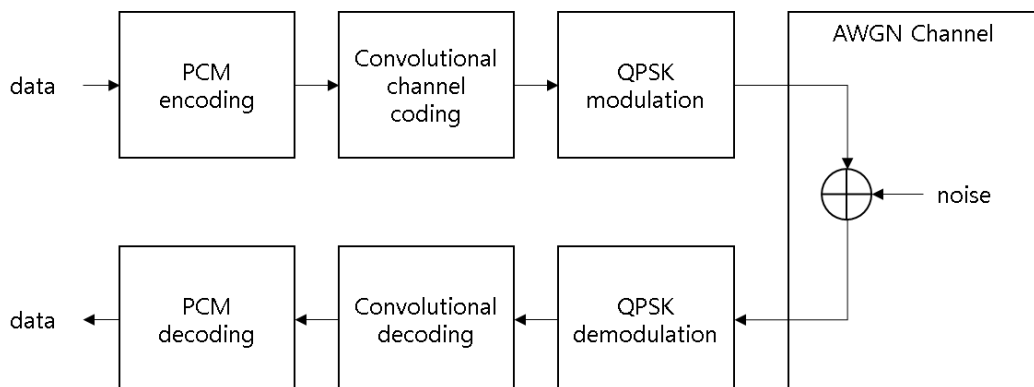 AWGN Channel
data
PCM
encoding
Convolutional
channel
coding
QPSK
modulation
noise
data
PCM
decoding
Convolutional
decoding
QPSK
demodulation